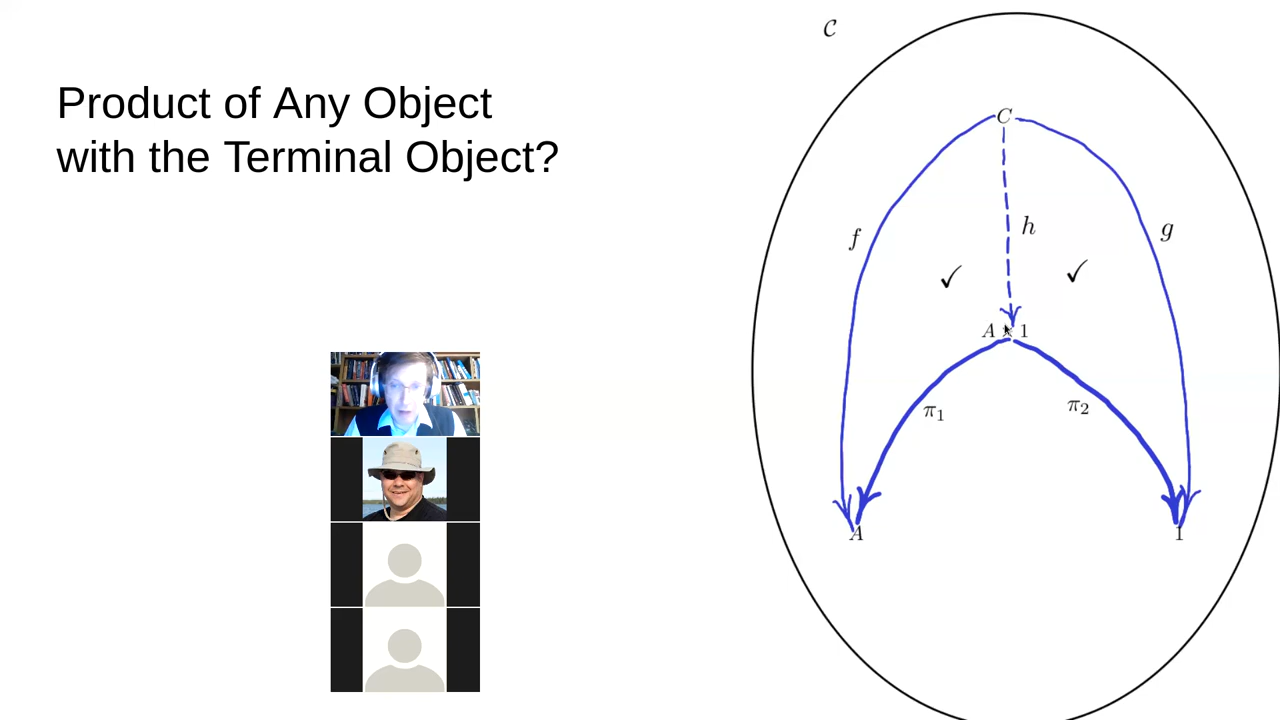 Product of Any Object
with the Terminal Object?
𝒞
C
f
h
g
✓ ✓
A × 1
π₁
π₂
A
1